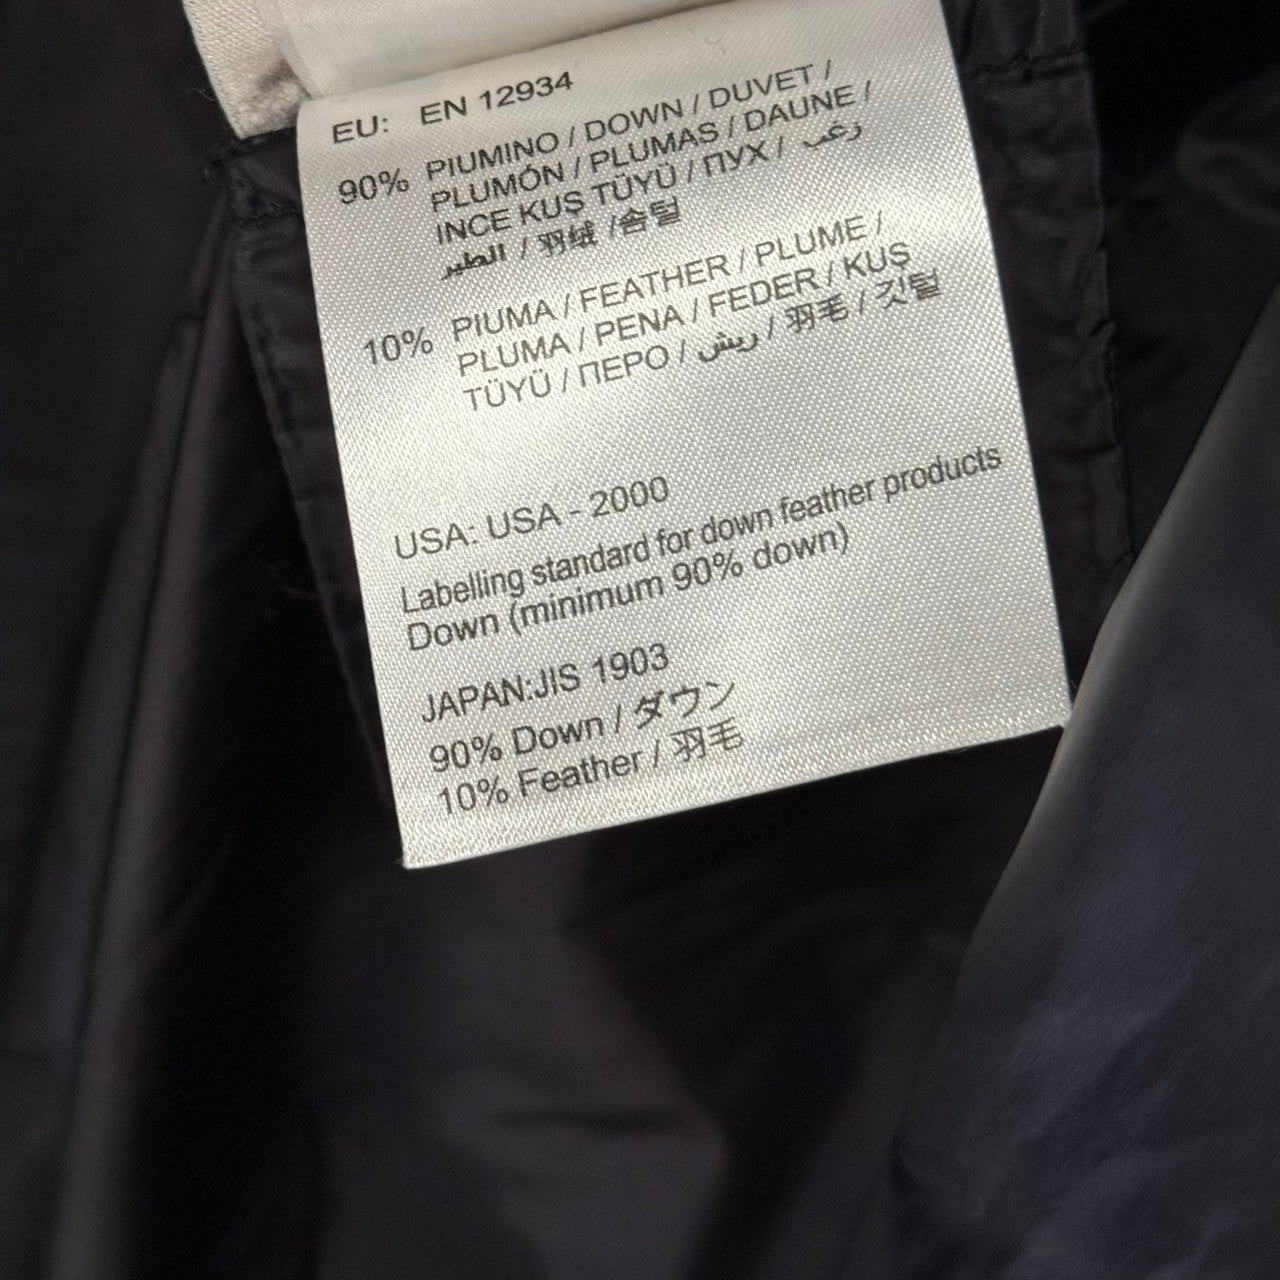 EU: EN 12934
90% PIUMINO / DOWN / DUVET /
PLUMÓN / PLUMAS / DAUNE /
INCE KUŞ TÜYÜ / ПУХ / زغب
الطير / 羽绒 /솜털
10% PIUMA / FEATHER / PLUME /
PLUMA / PENA / FEDER / KUŞ
TÜYÜ / ПЕРО / ريش / 羽毛 / 깃털
USA: USA - 2000
Labelling standard for down feather products
Down (minimum 90% down)
JAPAN:JIS 1903
90% Down / ダウン
10% Feather / 羽毛